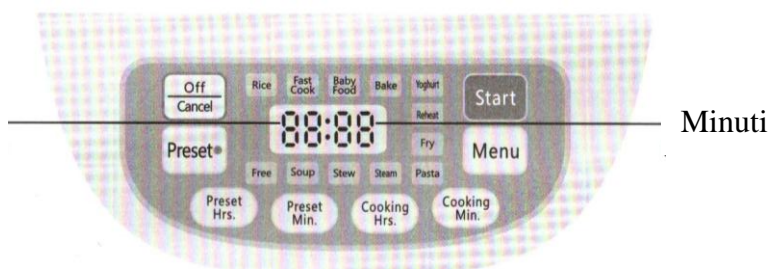 Off
Cancel
Rice
Fast
Cook
Baby
Food
Bake
Yoghurt
Start
88:88
Reheat
Minuti
Preset
Fry
Menu
Free
Soup
Stew
Steam
Pasta
Preset
Hrs.
Preset
Min.
Cooking
Hrs.
Cooking
Min.